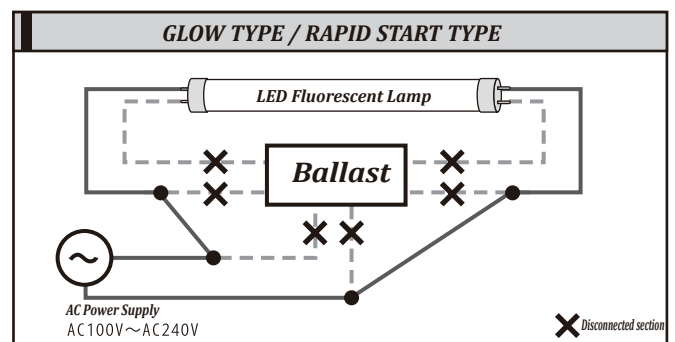 GLOW TYPE / RAPID START TYPE
LED Fluorescent Lamp
Ballast
AC Power Supply
AC100V～AC240V
Disconnected section